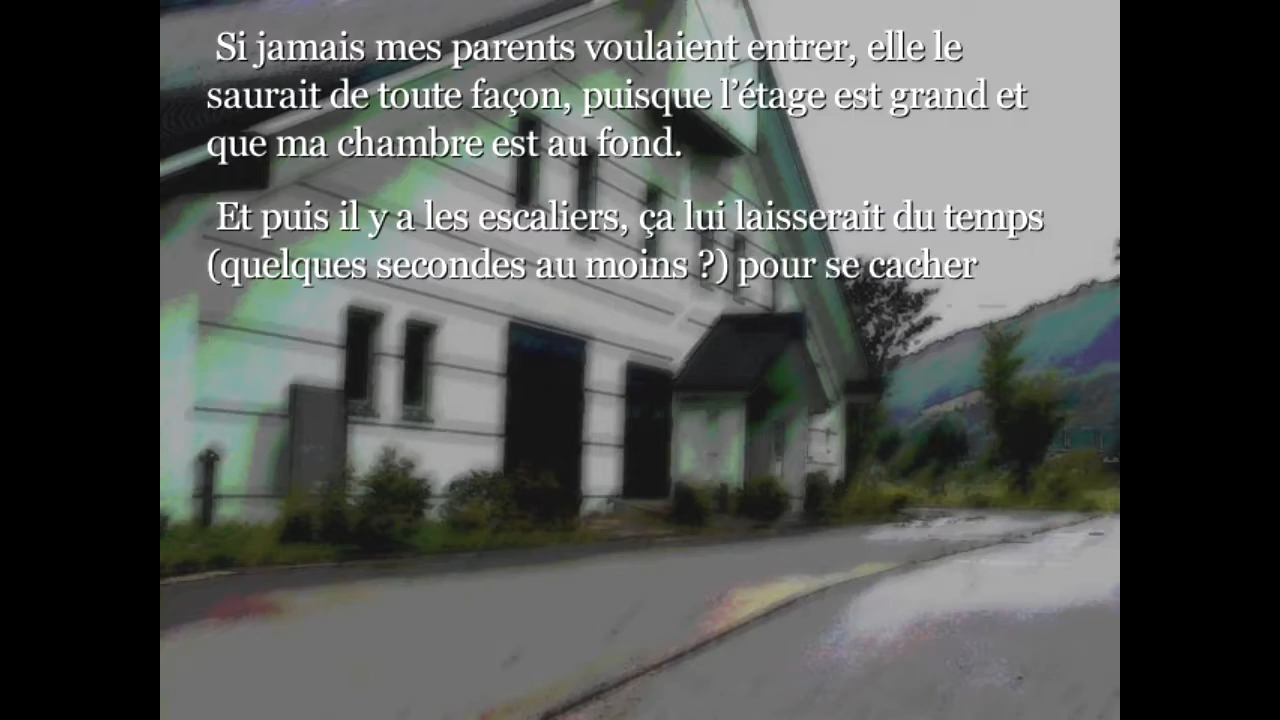 Si jamais mes parents voulaient entrer, elle le
saurait de toute façon, puisque l’étage est grand et
que ma chambre est au fond.
Et puis il y a les escaliers, ça lui laisserait du temps
(quelques secondes au moins ?) pour se cacher